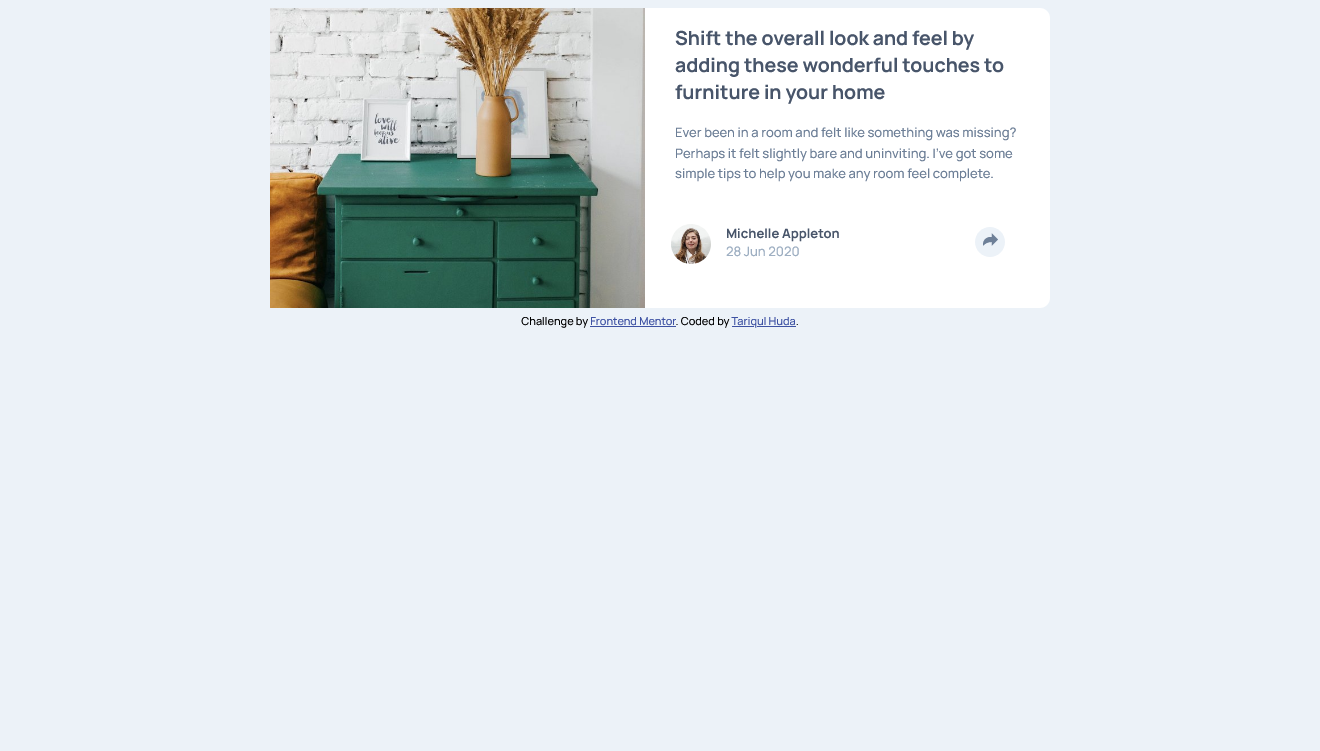 love
will
keep us
alive
Shift the overall look and feel by
adding these wonderful touches to
furniture in your home
Ever been in a room and felt like something was missing?
Perhaps it felt slightly bare and uninviting. I've got some
simple tips to help you make any room feel complete.
Michelle Appleton
28 Jun 2020
Challenge by Frontend Mentor. Coded by Tariqul Huda.